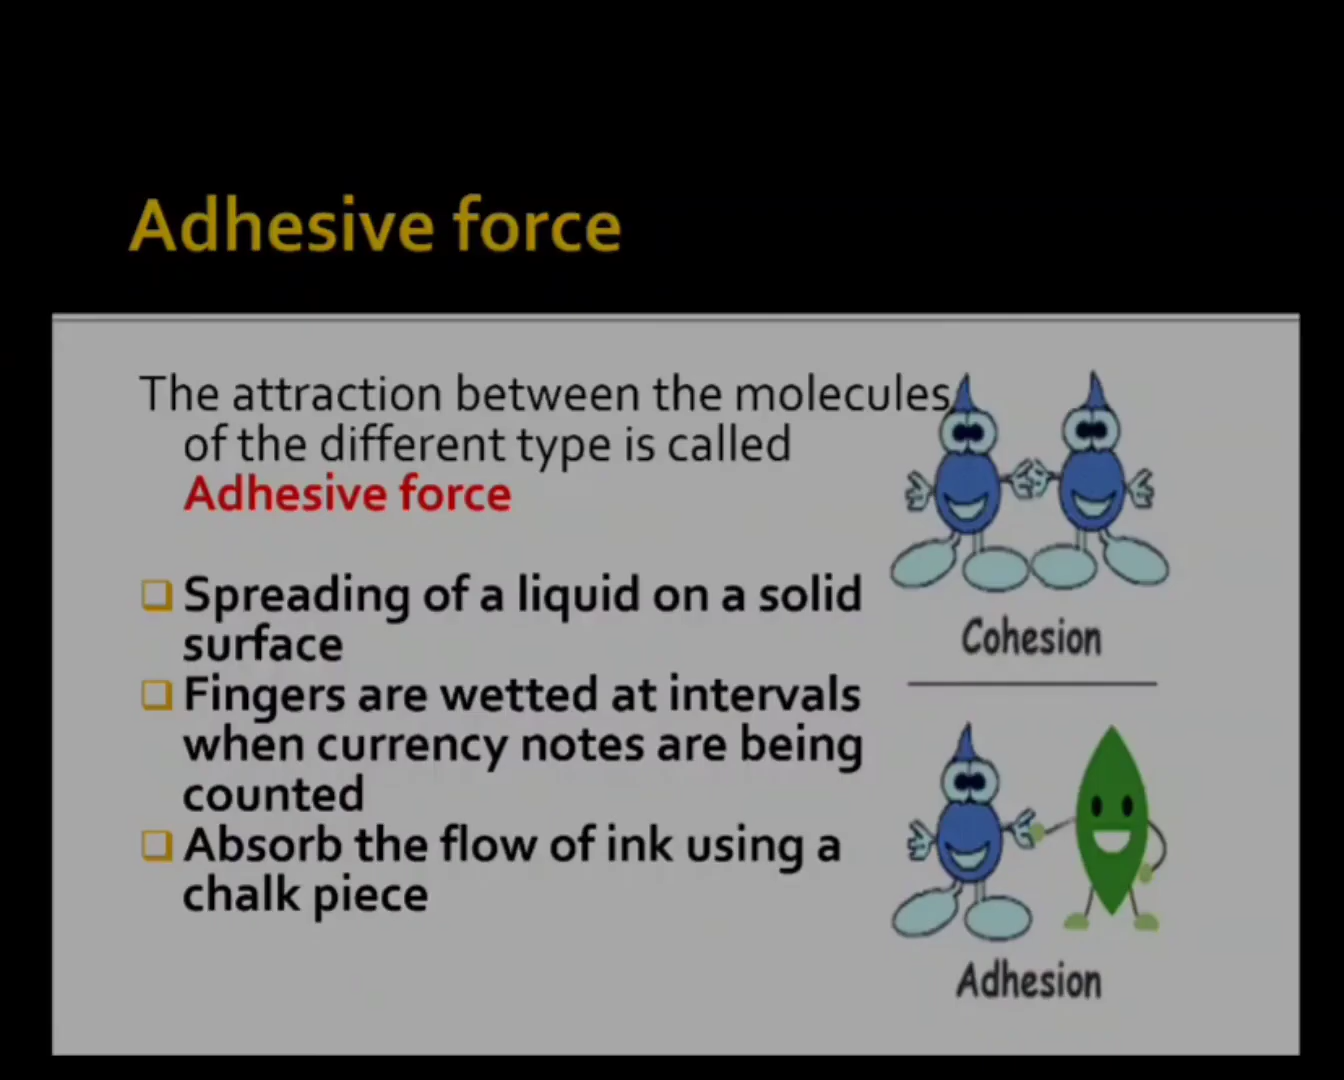 Adhesive force
The attraction between the molecules
of the different type is called
Adhesive force
Spreading of a liquid on a solid
surface
Fingers are wetted at intervals
when currency notes are being
counted
Absorb the flow of ink using a
chalk piece
Cohesion
Adhesion